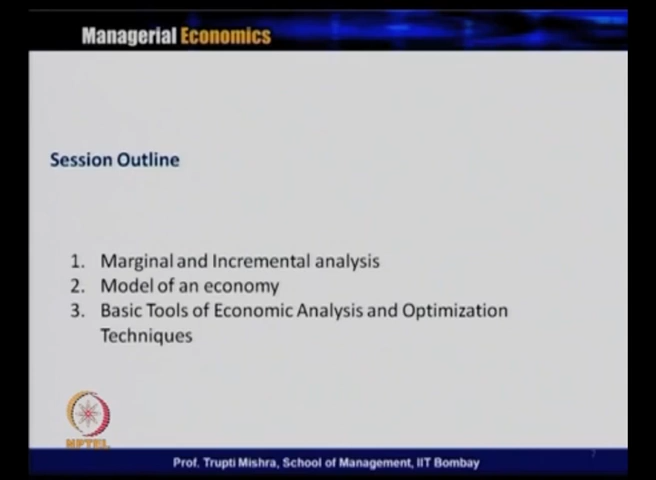 Managerial Economics
Session Outline
1. Marginal and Incremental analysis
2. Model of an economy
3. Basic Tools of Economic Analysis and Optimization
Techniques
NPTEL
7
Prof. Trupti Mishra, School of Management, IIT Bombay